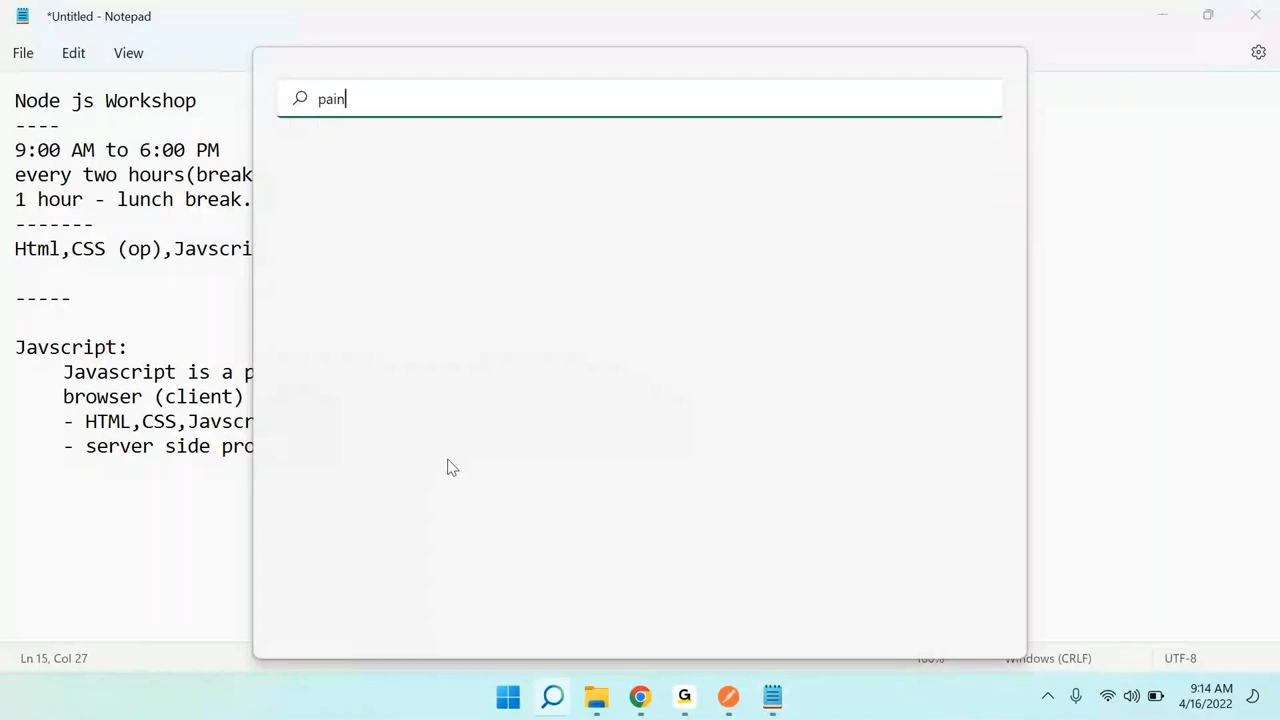 *Untitled - Notepad
File Edit View
pain
Node js Workshop
----
9:00 AM to 6:00 PM
every two hours(break
1 hour - lunch break.
-------
Html,CSS (op),Javscri
-----
Javscript:
Javascript is a p
browser (client)
- HTML,CSS,Javscr
- server side pro
Ln 15, Col 27
100%
Windows (CRLF)
UTF-8
G
9:14 AM
4/16/2022